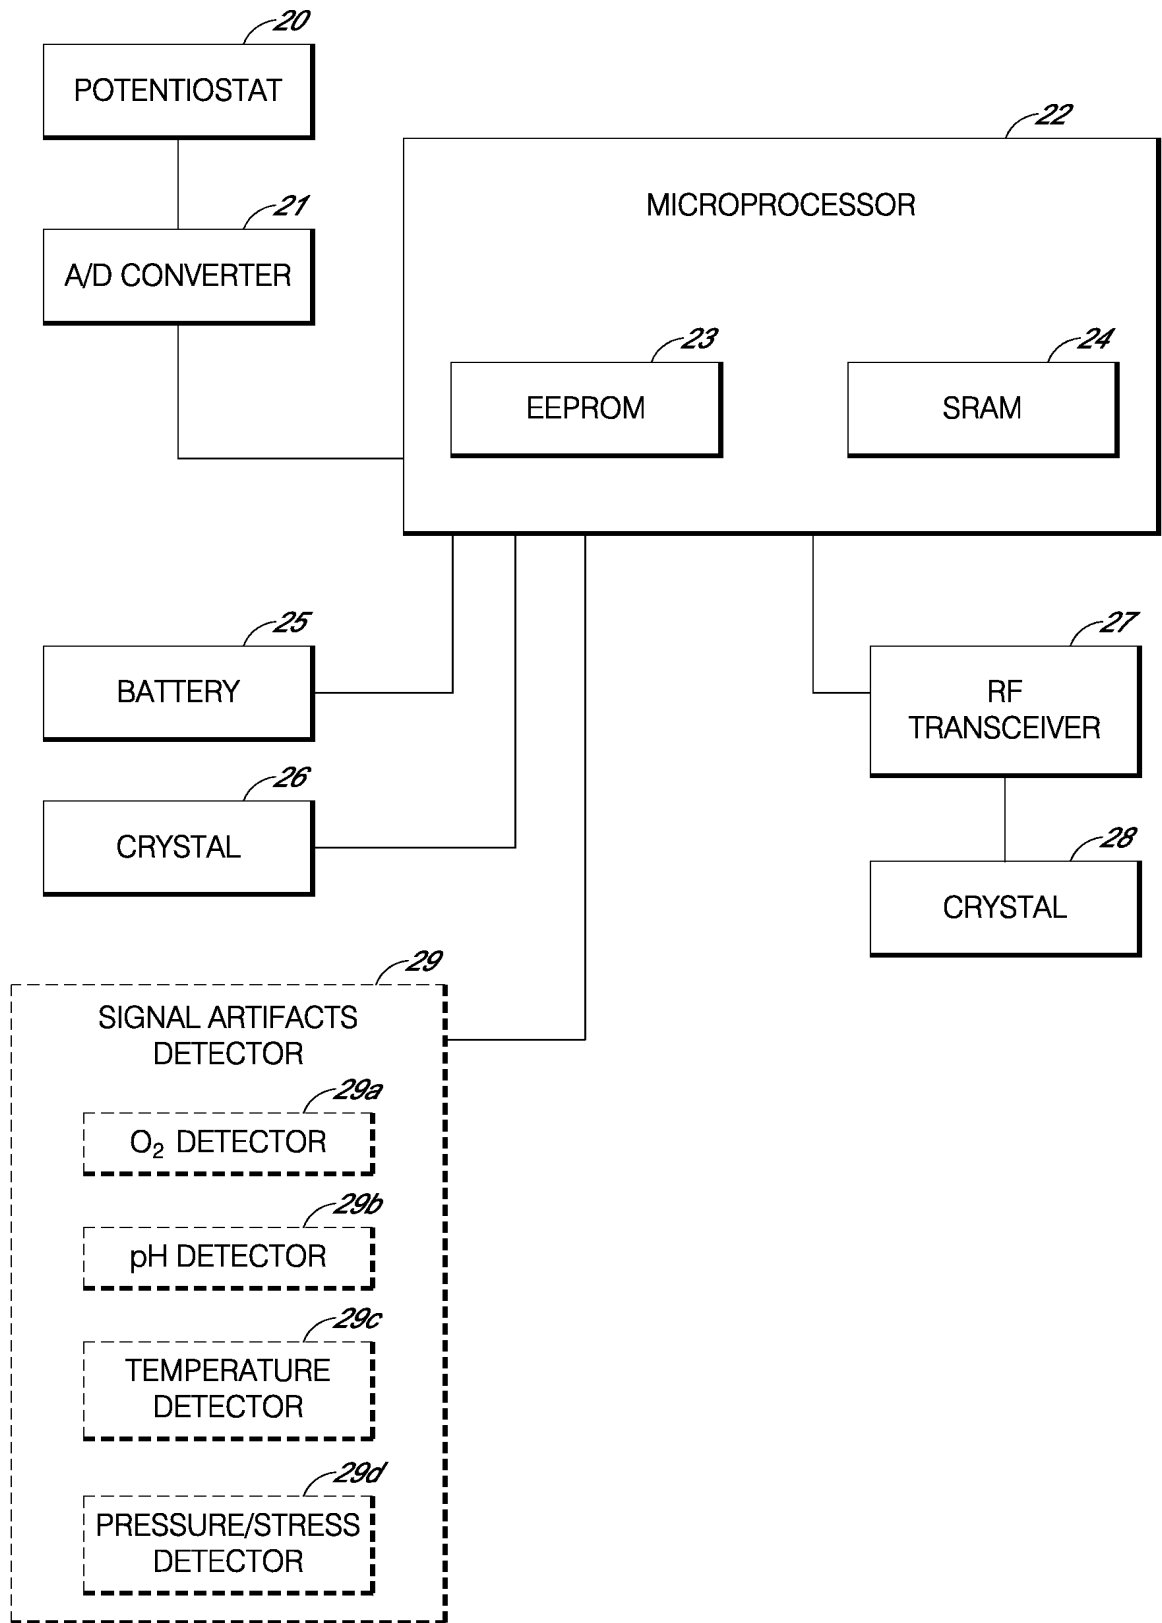 20
POTENTIOSTAT
21
A/D CONVERTER
22
MICROPROCESSOR
23
EEPROM
24
SRAM
25
BATTERY
26
CRYSTAL
27
RF
TRANSCEIVER
28
CRYSTAL
29
SIGNAL ARTIFACTS
DETECTOR
29a
O₂ DETECTOR
29b
pH DETECTOR
29c
TEMPERATURE
DETECTOR
29d
PRESSURE/STRESS
DETECTOR